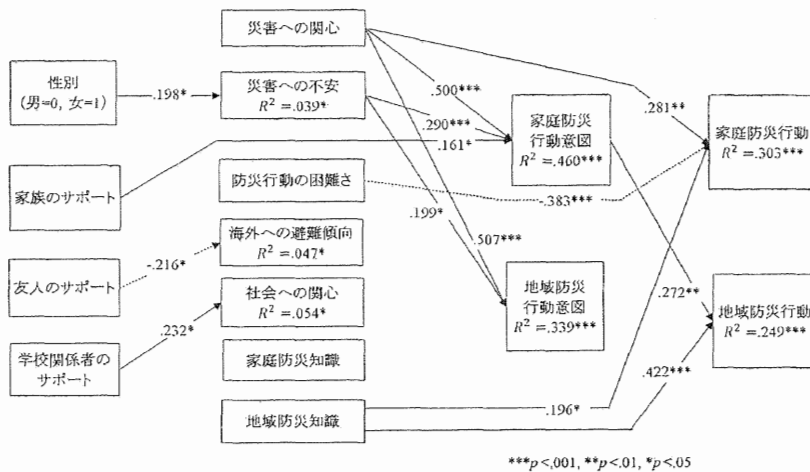 災害への関心
性別
(男=0, 女=1)
.198*
災害への不安
R² =.039*
.500***
.290***
.161*
家庭防災
行動意図
R² =.460***
.281**
家庭防災行動
R² =.303***
家族のサポート
防災行動の困難さ
-.383***
.199*
海外への避難傾向
R² =.047*
.507***
友人のサポート
-.216*
社会への関心
R² =.054*
地域防災
行動意図
R² =.339***
.272**
地域防災行動
R² =.249***
.232*
学校関係者の
サポート
家庭防災知識
.422***
地域防災知識
.196*
***p<.001, **p<.01, *p<.05